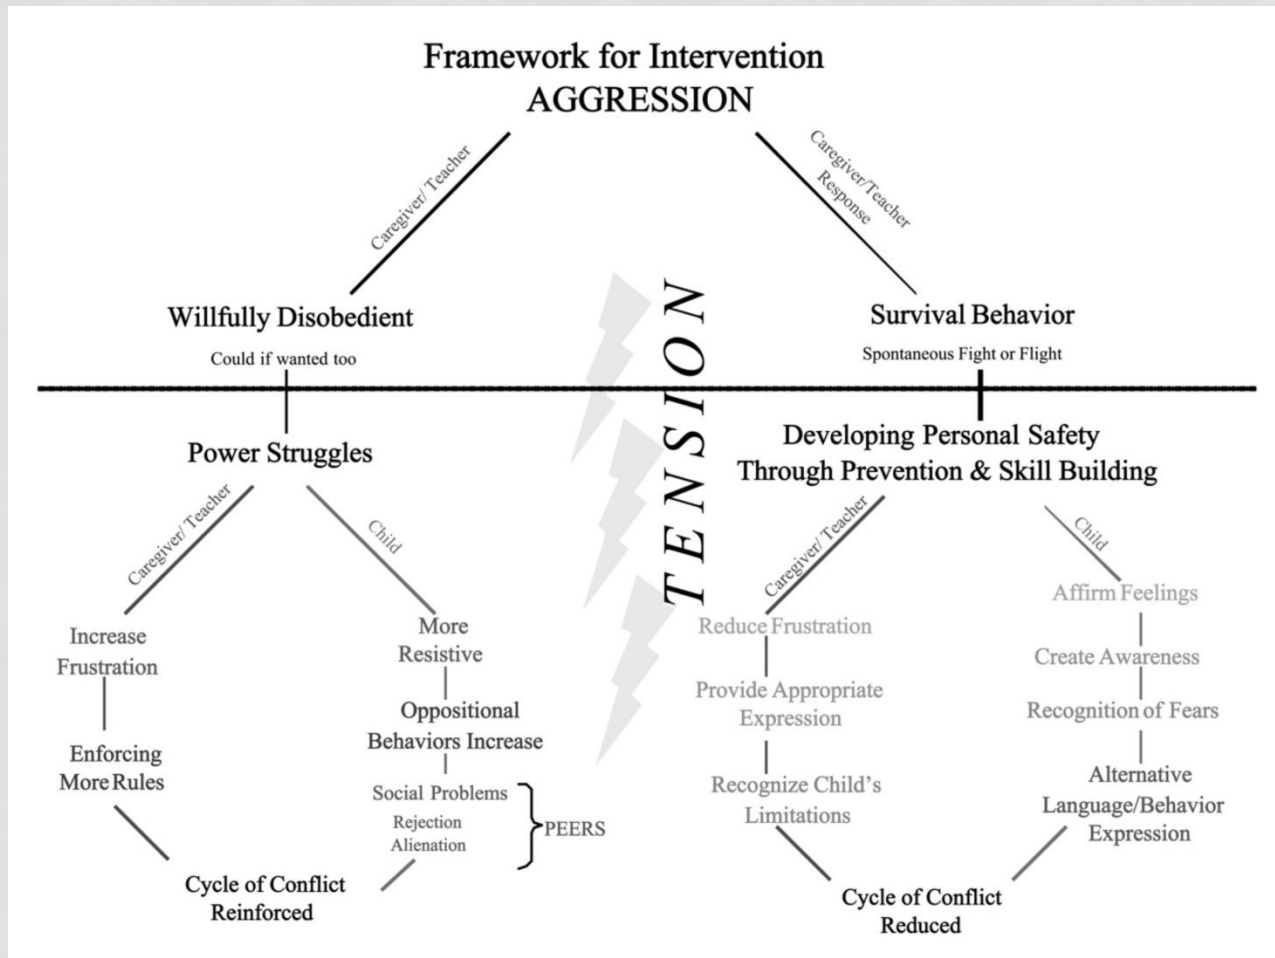 Framework for Intervention
AGGRESSION
Caregiver/ Teacher
Caregiver/Teacher
Response
Willfully Disobedient
Could if wanted too
Survival Behavior
Spontaneous Fight or Flight
TENSION
Power Struggles
Caregiver/ Teacher
Child
Increase
Frustration
Enforcing
More Rules
More
Resistive
Oppositional
Behaviors Increase
Social Problems
Rejection
Alienation
PEERS
Cycle of Conflict
Reinforced
Developing Personal Safety
Through Prevention & Skill Building
Caregiver/ Teacher
Child
Reduce Frustration
Provide Appropriate
Expression
Recognize Child's
Limitations
Affirm Feelings
Create Awareness
Recognition of Fears
Alternative
Language/Behavior
Expression
Cycle of Conflict
Reduced